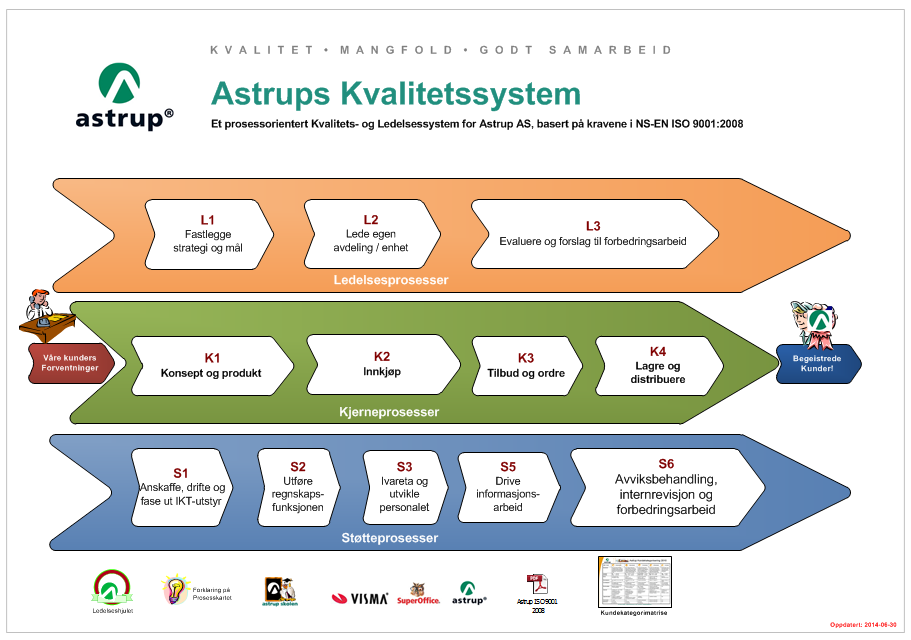 KVALITET • MANGFOLD • GODT SAMARBEID
astrup®
Astrups Kvalitetssystem
Et prosessorientert Kvalitets- og Ledelsessystem for Astrup AS, basert på kravene i NS-EN ISO 9001:2008
L1
Fastlegge
strategi og mål
L2
Lede egen
avdeling / enhet
L3
Evaluere og forslag til forbedringsarbeid
Ledelsesprosesser
Våre kunders
Forventninger
K1
Konsept og produkt
K2
Innkjøp
K3
Tilbud og ordre
K4
Lagre og
distribuere
Kjerneprosesser
Begeistrede
Kunder!
S1
Anskaffe, drifte og
fase ut IKT-utstyr
S2
Utføre
regnskaps-
funksjonen
S3
Ivareta og
utvikle
personalet
S5
Drive
informasjons-
arbeid
S6
Avviksbehandling,
internrevisjon og
forbedringsarbeid
Støtteprosesser
Ledelseshjulet
Forklaring på
Prosesskartet
astrup skolen
VISMA
SuperOffice.
astrup®
PDF
Astrup ISO 9001
2008
Kundekategorimatrise
Oppdatert: 2014-06-30